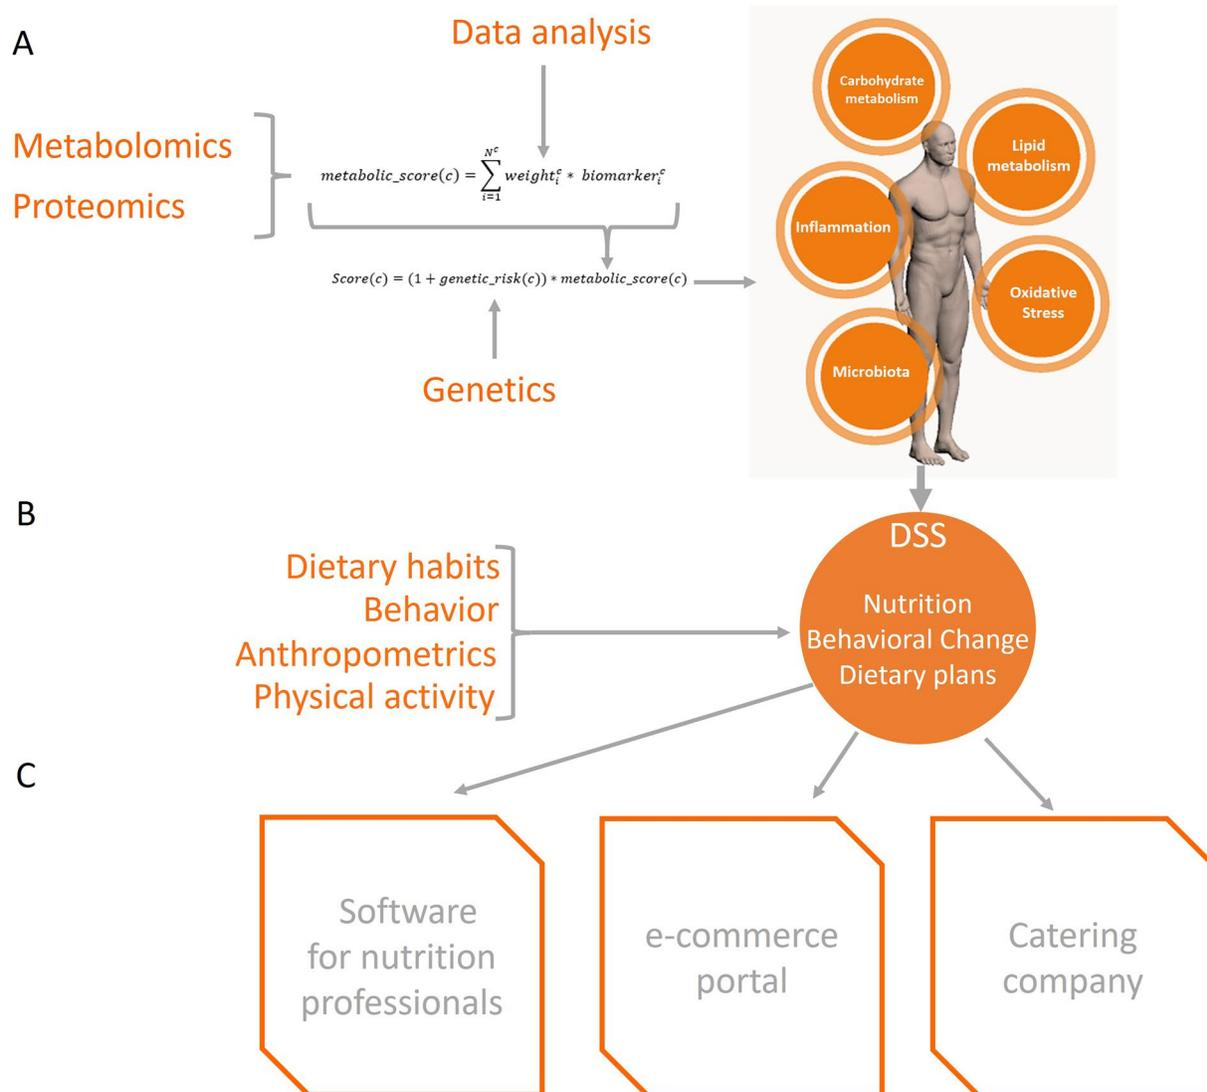 A
Data analysis
Metabolomics
Proteomics
metabolic_score(c) = \sum_{i=1}^{N^c} weight_i^c * biomarker_i^c
Score(c) = (1 + genetic_risk(c)) * metabolic_score(c)
Genetics
Carbohydrate
metabolism
Lipid
metabolism
Inflammation
Oxidative
Stress
Microbiota
B
Dietary habits
Behavior
Anthropometrics
Physical activity
DSS
Nutrition
Behavioral Change
Dietary plans
C
Software
for nutrition
professionals
e-commerce
portal
Catering
company